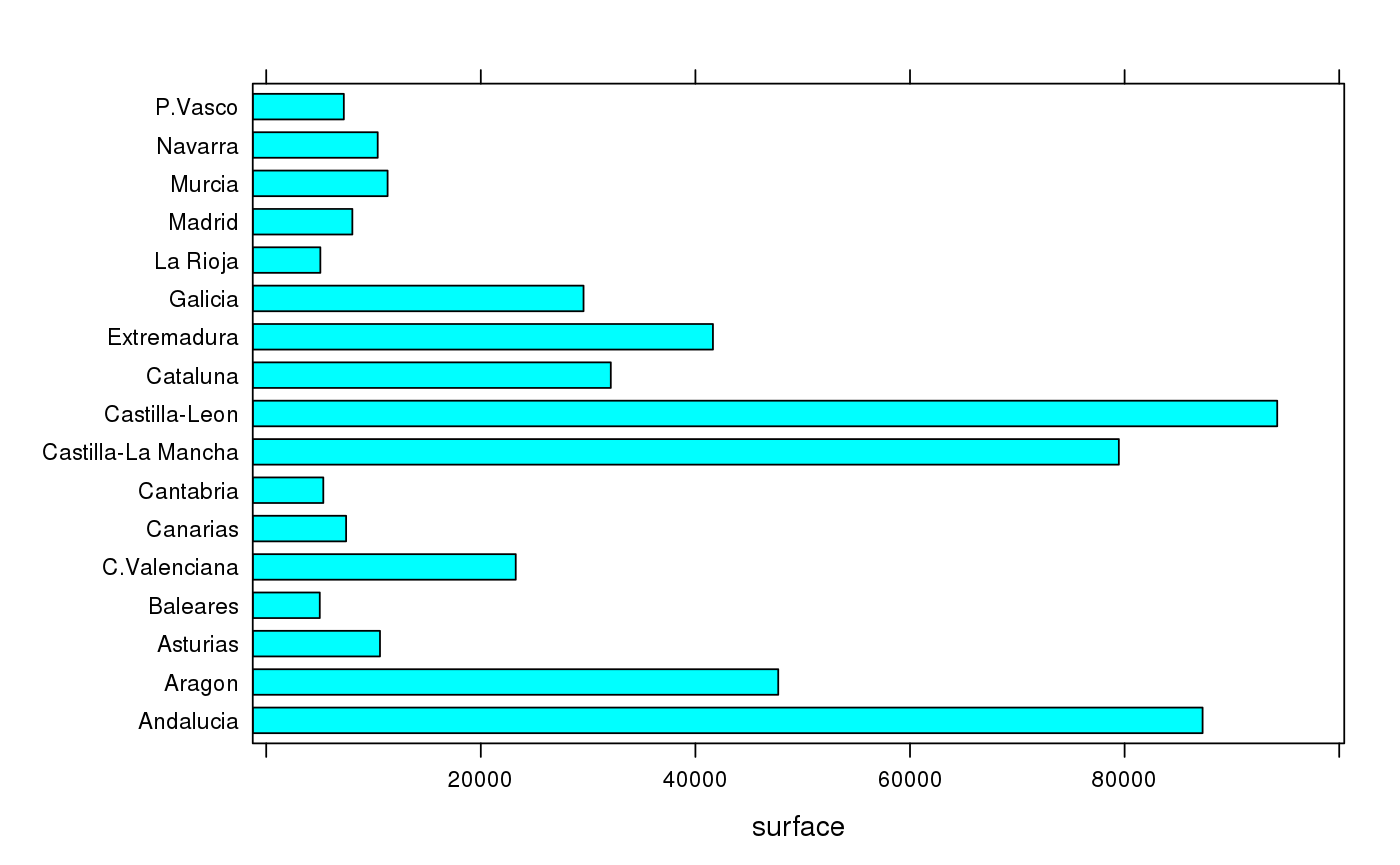 P.Vasco
Navarra
Murcia
Madrid
La Rioja
Galicia
Extremadura
Cataluna
Castilla-Leon
Castilla-La Mancha
Cantabria
Canarias
C.Valenciana
Baleares
Asturias
Aragon
Andalucia
20000 40000 60000 80000
surface